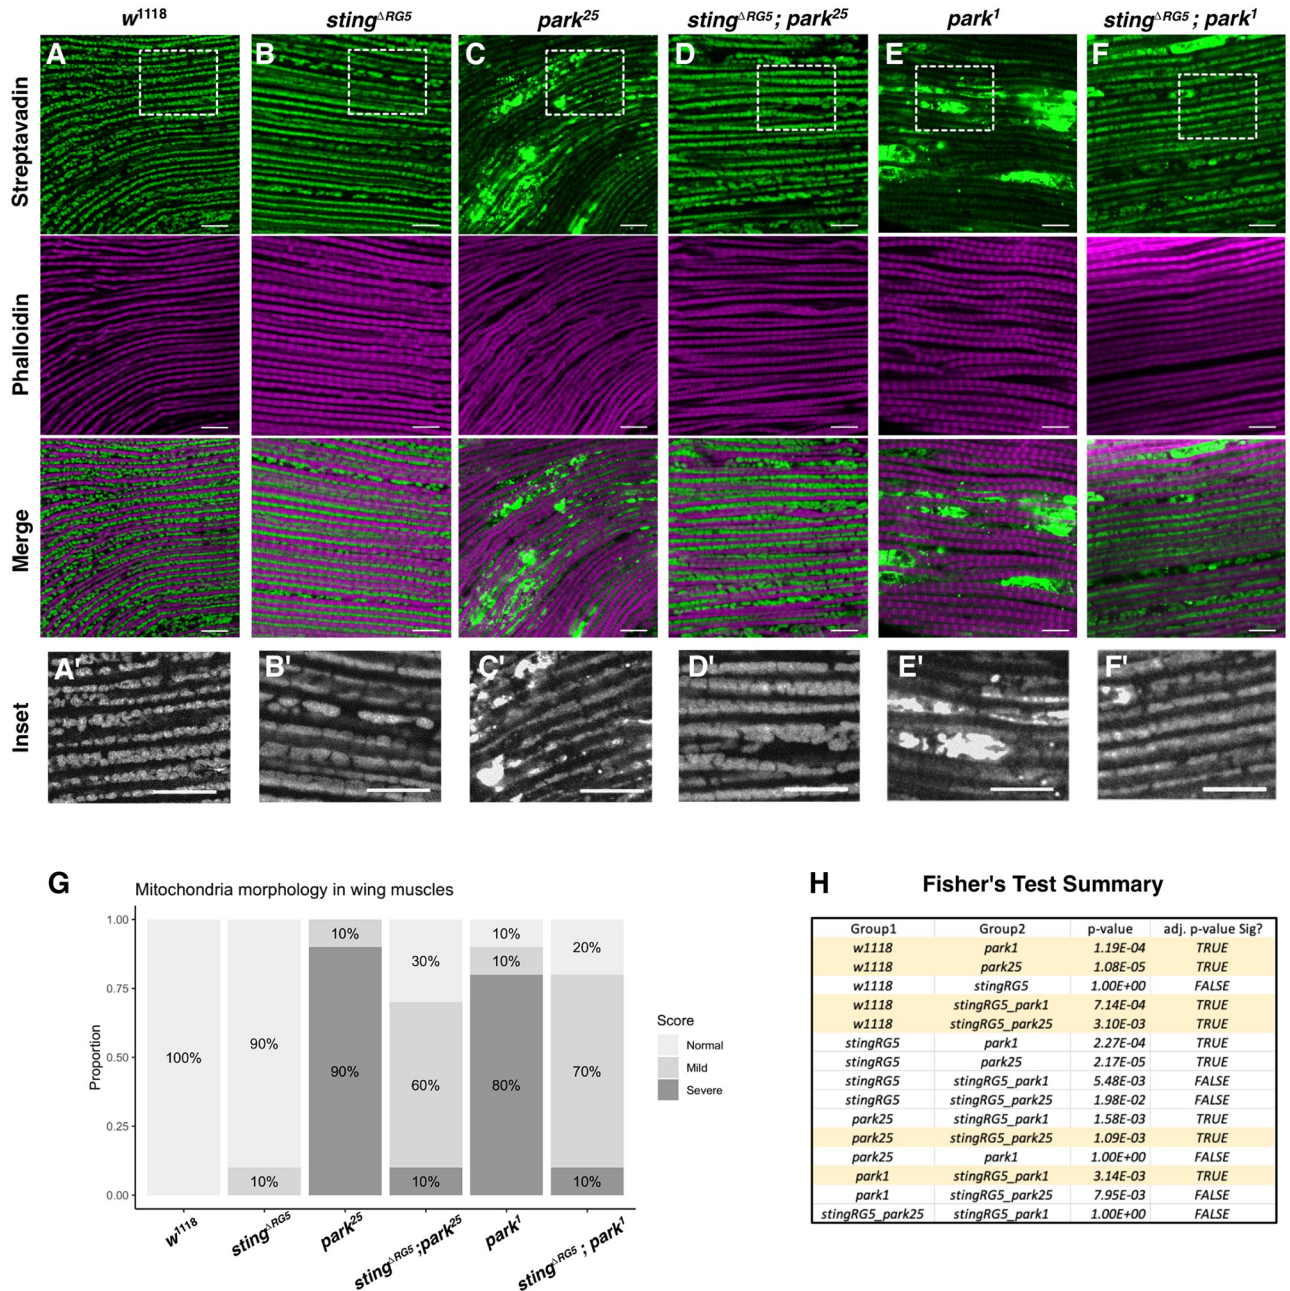 w1118 stingΔRG5 park25 stingΔRG5; park25 park1 stingΔRG5; park1
Streptavadin
A B C D E F
Phalloidin
Merge
Inset
A' B' C' D' E' F'
G
Mitochondria morphology in wing muscles
Proportion
1.00
0.75
0.50
0.25
0.00
100%
90%
10%
10%
90%
30%
60%
10%
10%
10%
80%
20%
70%
10%
w1118
stingΔRG5
park25
stingΔRG5;park25
park1
stingΔRG5; park1
Score
Normal
Mild
Severe
H
Fisher's Test Summary
Group1 Group2 p-value adj. p-value Sig?
w1118 park1 1.19E-04 TRUE
w1118 park25 1.08E-05 TRUE
w1118 stingRG5 1.00E+00 FALSE
w1118 stingRG5_park1 7.14E-04 TRUE
w1118 stingRG5_park25 3.10E-03 TRUE
stingRG5 park1 2.27E-04 TRUE
stingRG5 park25 2.17E-05 TRUE
stingRG5 stingRG5_park1 5.48E-03 FALSE
stingRG5 stingRG5_park25 1.98E-02 FALSE
park25 stingRG5_park1 1.58E-03 TRUE
park25 stingRG5_park25 1.09E-03 TRUE
park25 park1 1.00E+00 FALSE
park1 stingRG5_park1 3.14E-03 TRUE
park1 stingRG5_park25 7.95E-03 FALSE
stingRG5_park25 stingRG5_park1 1.00E+00 FALSE